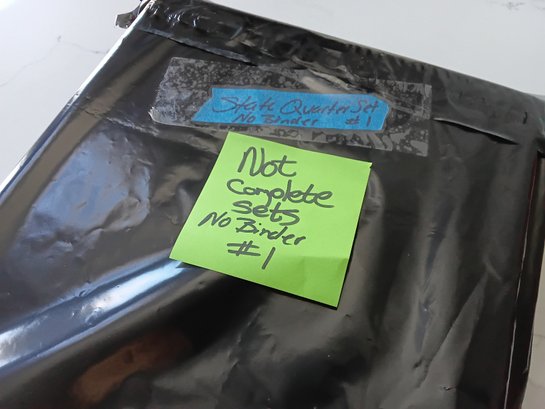 State Quarter Set
No Binder #1
Not
Complete
Sets
No Binder
#1